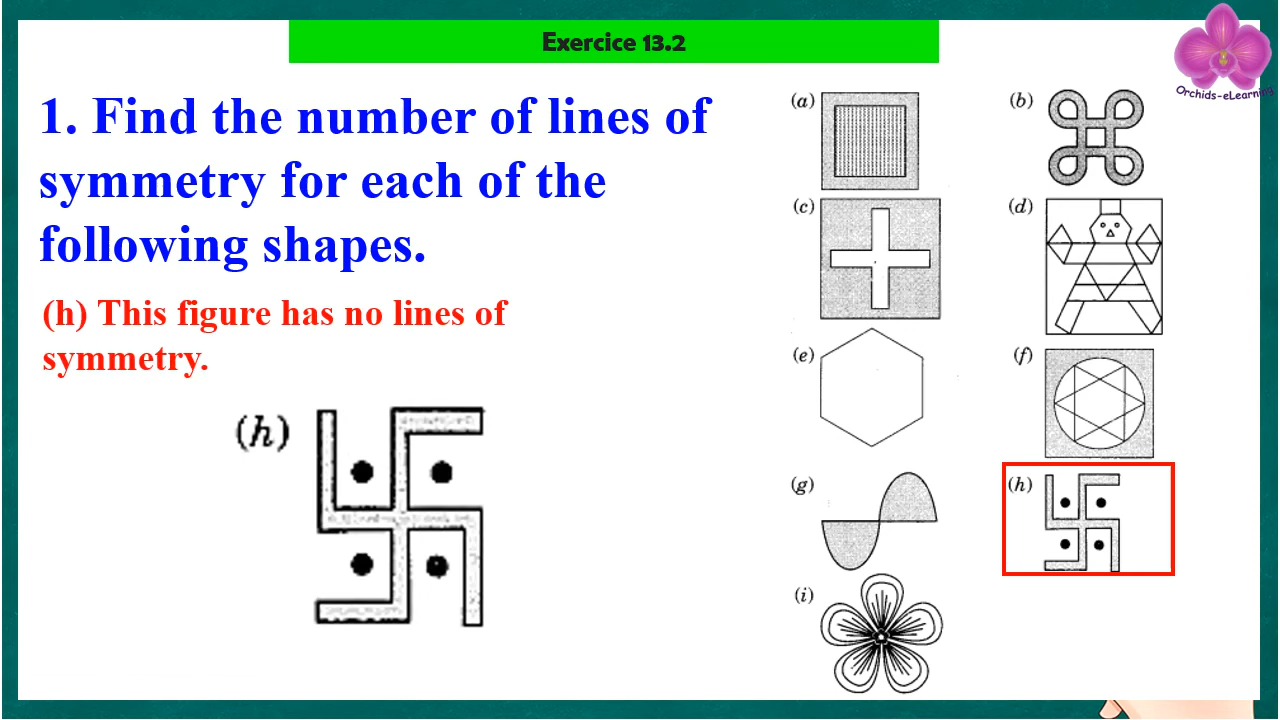 Exercice 13.2
Orchids-eLearning
1. Find the number of lines of
symmetry for each of the
following shapes.
(h) This figure has no lines of
symmetry.
(h)
(a)
(b)
(c)
(d)
(e)
(f)
(g)
(h)
(i)